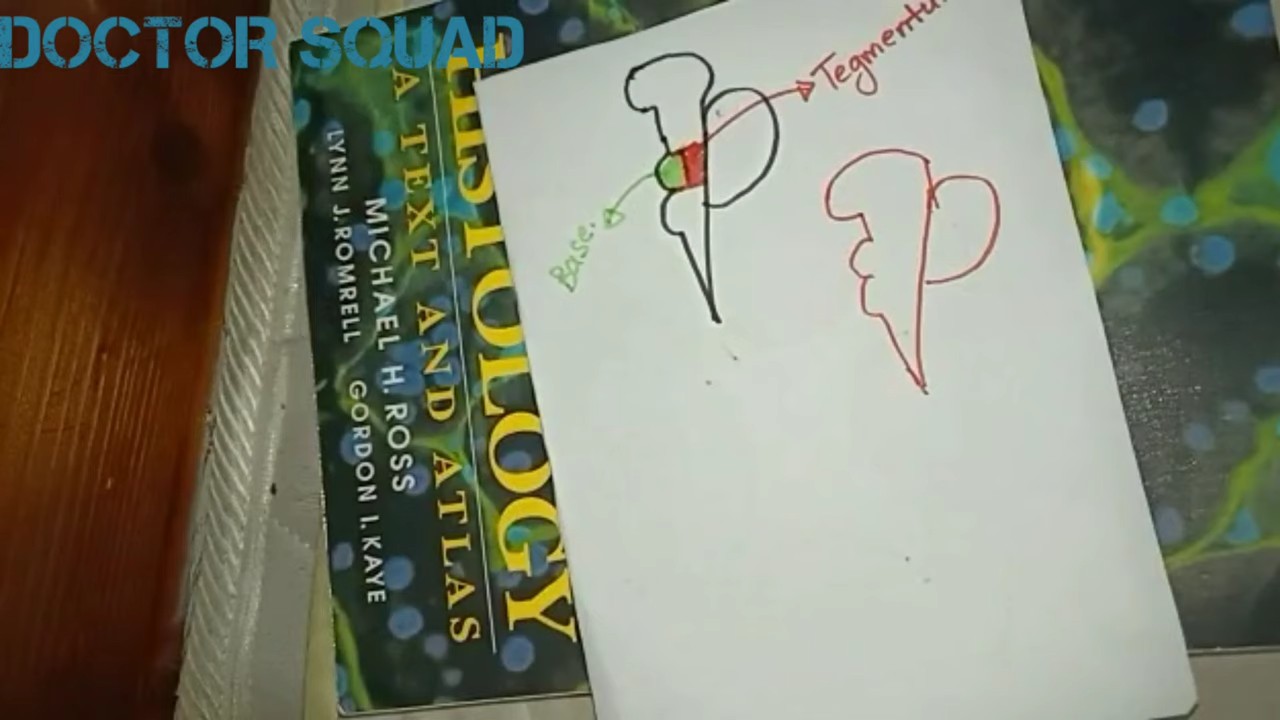 DOCTOR SQUAD
HISTOLOGY
A TEXT AND ATLAS
MICHAEL H. ROSS
LYNN J. ROMRELL GORDON I. KAYE
Tegmentu
Base.